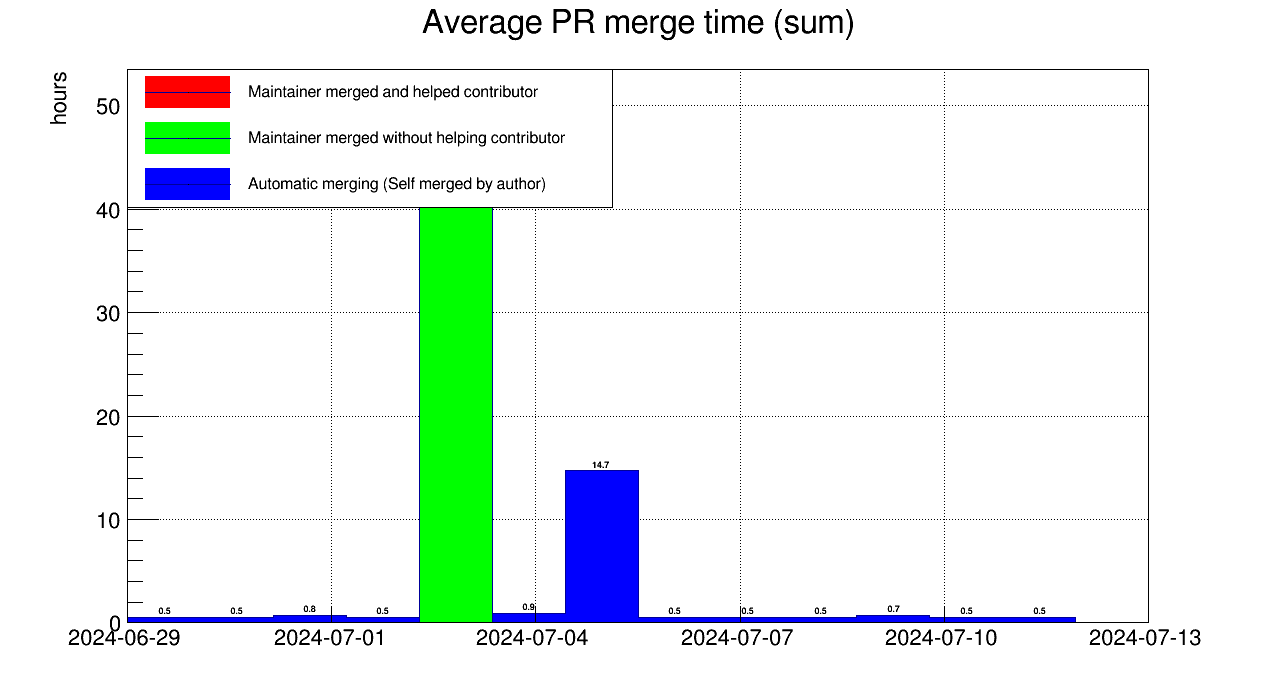 Average PR merge time (sum)
hours
Maintainer merged and helped contributor
Maintainer merged without helping contributor
Automatic merging (Self merged by author)
50
40
30
20
10
0
14.7
0.5 0.5 0.8 0.5 0.9 0.5 0.5 0.5 0.7 0.5 0.5
2024-06-29 2024-07-01 2024-07-04 2024-07-07 2024-07-10 2024-07-13